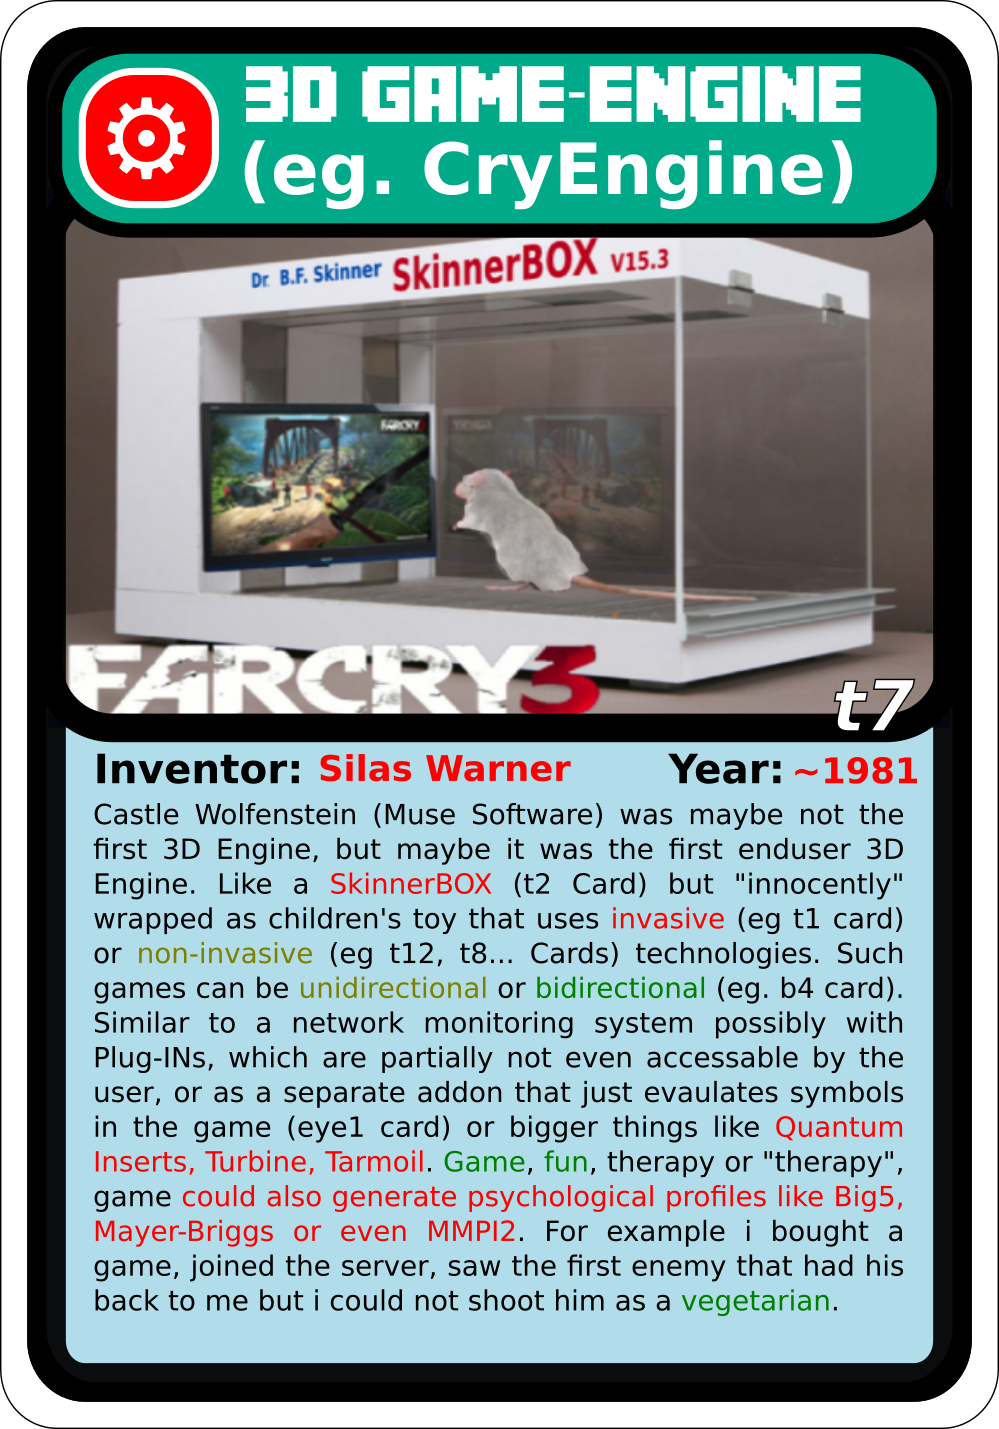 3D GAME-ENGINE
(eg. CryEngine)
Dr. B.F. Skinner SkinnerBOX V15.3
FARCRY3
FARCRY3
t7
Inventor: Silas Warner Year: ~1981
Castle Wolfenstein (Muse Software) was maybe not the
first 3D Engine, but maybe it was the first enduser 3D
Engine. Like a SkinnerBOX (t2 Card) but "innocently"
wrapped as children's toy that uses invasive (eg t1 card)
or non-invasive (eg t12, t8... Cards) technologies. Such
games can be unidirectional or bidirectional (eg. b4 card).
Similar to a network monitoring system possibly with
Plug-INs, which are partially not even accessable by the
user, or as a separate addon that just evaulates symbols
in the game (eye1 card) or bigger things like Quantum
Inserts, Turbine, Tarmoil. Game, fun, therapy or "therapy",
game could also generate psychological profiles like Big5,
Mayer-Briggs or even MMPI2. For example i bought a
game, joined the server, saw the first enemy that had his
back to me but i could not shoot him as a vegetarian.